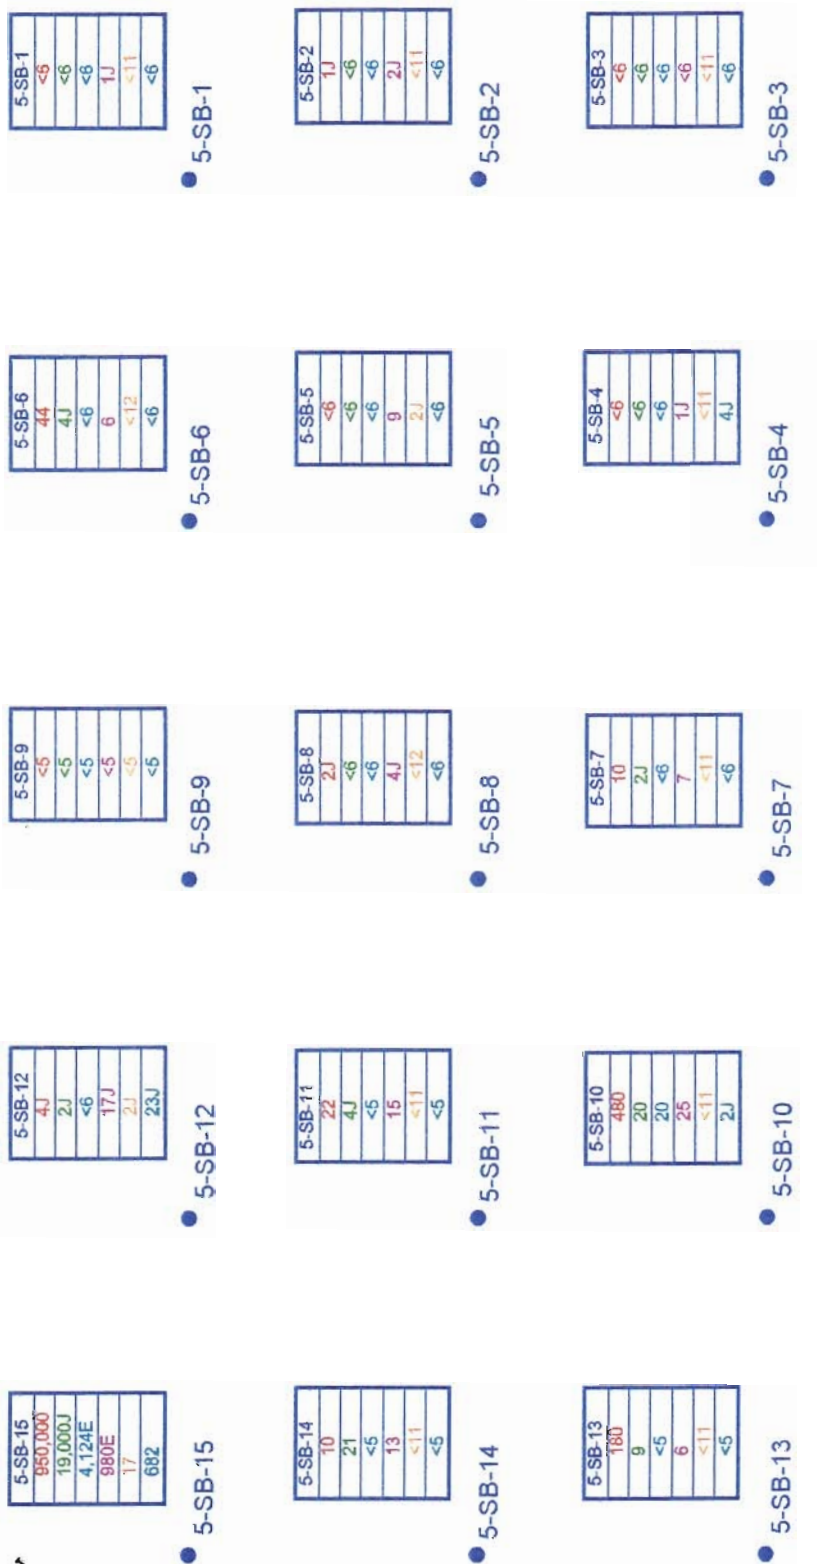 5-SB-1
<6
<6
<6
1J
<11
<6
5-SB-1
5-SB-2
1J
<6
<6
2J
<11
<6
5-SB-2
5-SB-3
<6
<6
<6
<6
<11
<6
5-SB-3
5-SB-6
44
4J
<6
6
<12
<6
5-SB-6
5-SB-5
<6
<6
<6
9
2J
<6
5-SB-5
5-SB-4
<6
<6
<6
1J
<11
4J
5-SB-4
5-SB-9
<5
<5
<5
<5
<5
<5
5-SB-9
5-SB-8
2J
<6
<6
4J
<12
<6
5-SB-8
5-SB-7
10
2J
<6
7
<11
<6
5-SB-7
5-SB-12
4J
2J
<6
17J
2J
23J
5-SB-12
5-SB-11
22
4J
<5
15
<11
<5
5-SB-11
5-SB-10
480
20
20
25
<11
2J
5-SB-10
5-SB-15
950,000
19,000J
4,124E
980E
17
682
5-SB-15
5-SB-14
10
21
<5
13
<11
<5
5-SB-14
5-SB-13
180
9
<5
6
<11
<5
5-SB-13